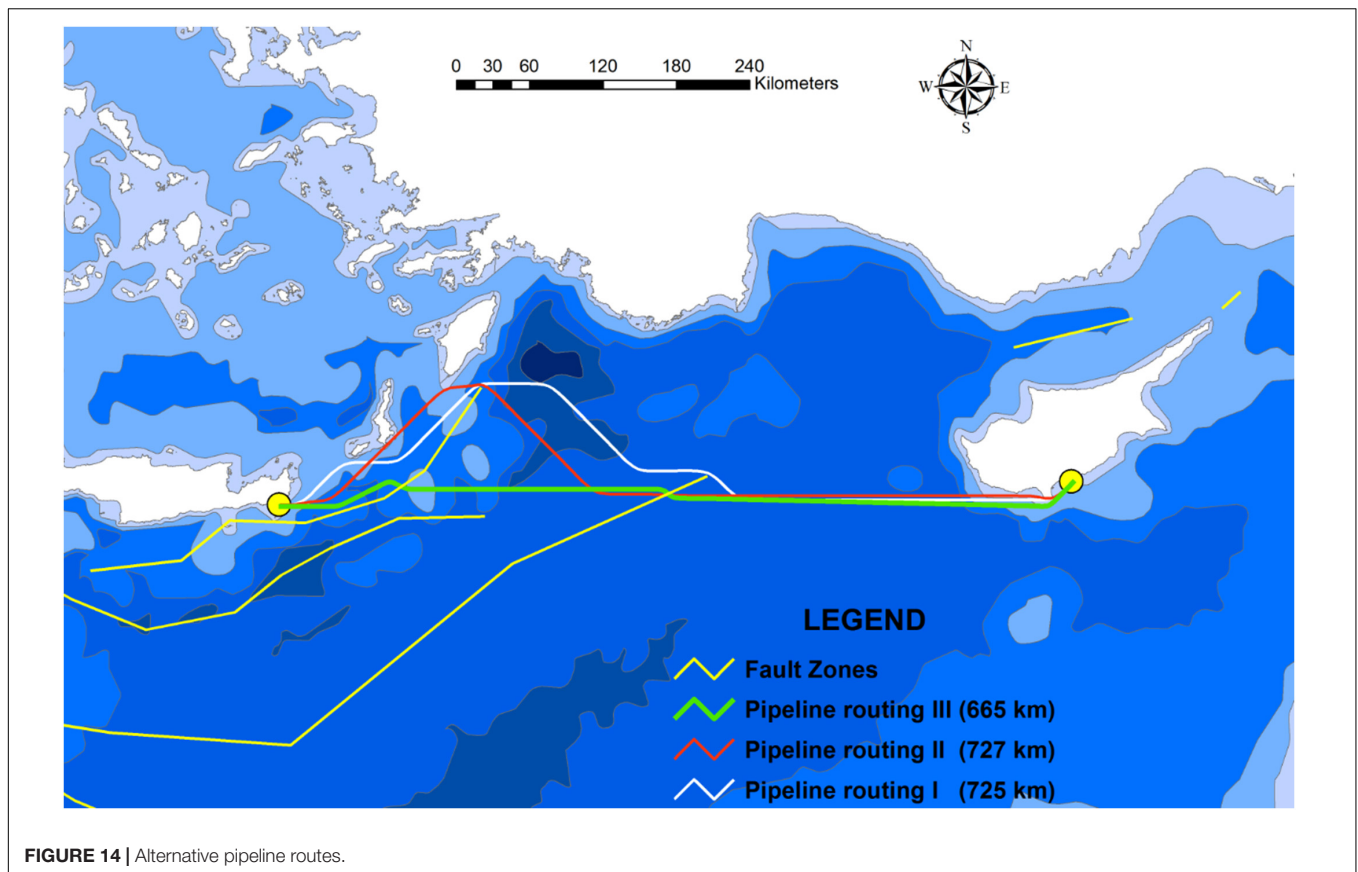 0 30 60 120 180 240
Kilometers
N
W E
S
LEGEND
Fault Zones
Pipeline routing III (665 km)
Pipeline routing II (727 km)
Pipeline routing I (725 km)
FIGURE 14 | Alternative pipeline routes.